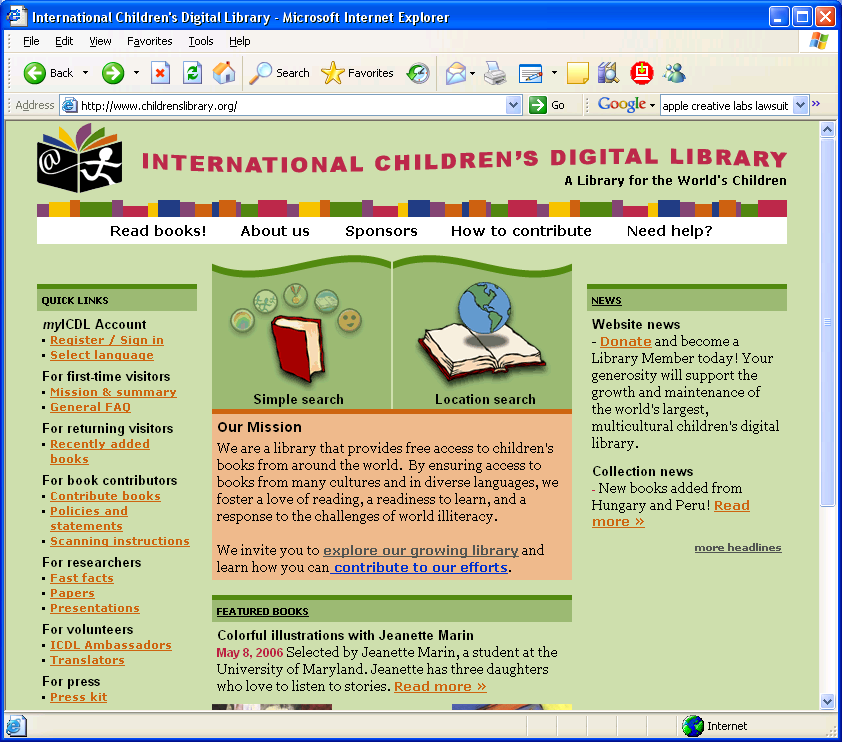 International Children's Digital Library - Microsoft Internet Explorer
File Edit View Favorites Tools Help
Back Search Favorites
Address http://www.childrenslibrary.org/ Go Google apple creative labs lawsuit »
@
INTERNATIONAL CHILDREN'S DIGITAL LIBRARY
A Library for the World's Children
Read books! About us Sponsors How to contribute Need help?
QUICK LINKS
myICDL Account
▪ Register / Sign in
▪ Select language
For first-time visitors
▪ Mission & summary
▪ General FAQ
For returning visitors
▪ Recently added
books
For book contributors
▪ Contribute books
▪ Policies and
statements
▪ Scanning instructions
For researchers
▪ Fast facts
▪ Papers
▪ Presentations
For volunteers
▪ ICDL Ambassadors
▪ Translators
For press
▪ Press kit
Simple search Location search
Our Mission
We are a library that provides free access to children's
books from around the world. By ensuring access to
books from many cultures and in diverse languages, we
foster a love of reading, a readiness to learn, and a
response to the challenges of world illiteracy.
We invite you to explore our growing library and
learn how you can contribute to our efforts.
FEATURED BOOKS
Colorful illustrations with Jeanette Marin
May 8, 2006 Selected by Jeanette Marin, a student at the
University of Maryland. Jeanette has three daughters
who love to listen to stories. Read more »
NEWS
Website news
- Donate and become a
Library Member today! Your
generosity will support the
growth and maintenance of
the world's largest,
multicultural children's digital
library.
Collection news
- New books added from
Hungary and Peru! Read
more »
more headlines
Internet